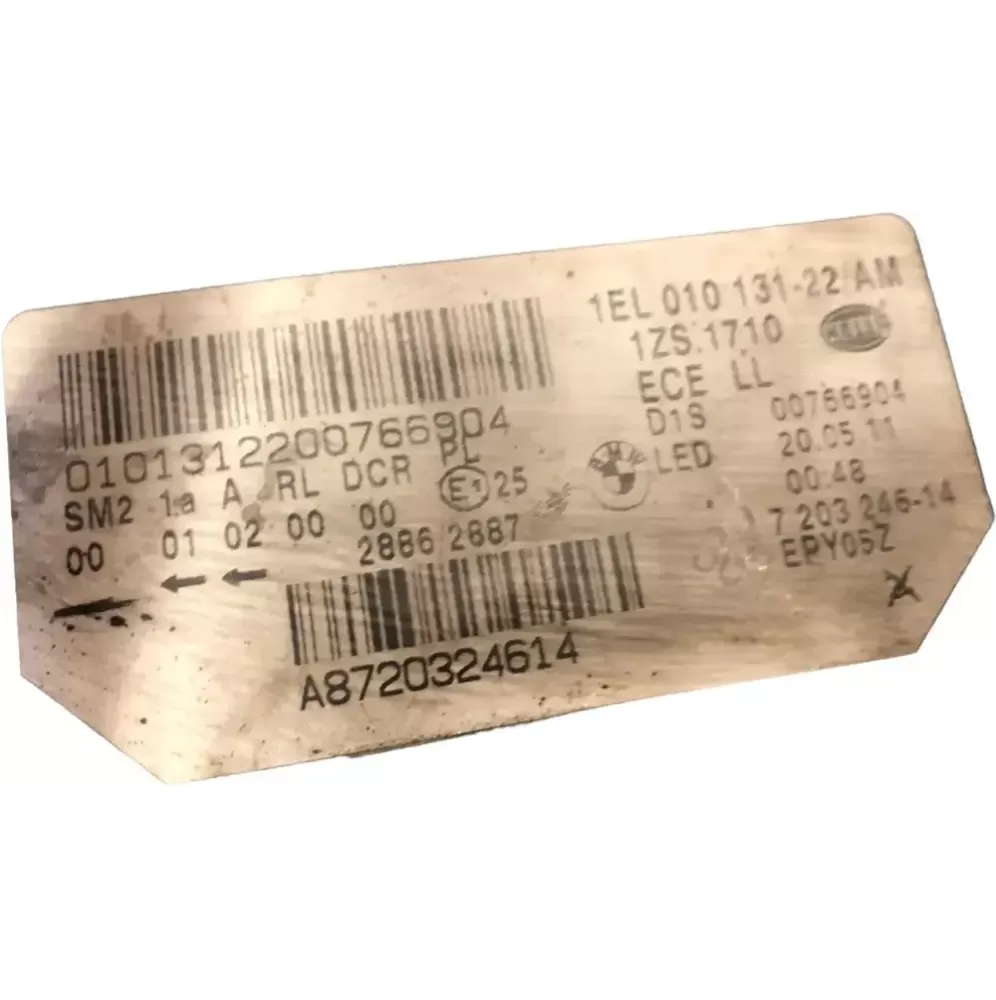 1EL 010 131-22/AM
1ZS.1710
HELLA
ECE LL
D1S 00766904
LED 20.05 11
00:48
7 203 246-14
EPY05Z
BMW
0101312200766904
SM2 1a A RL DCR PL
00 01 02 00 00
E1 25
2886 2887
A8720324614